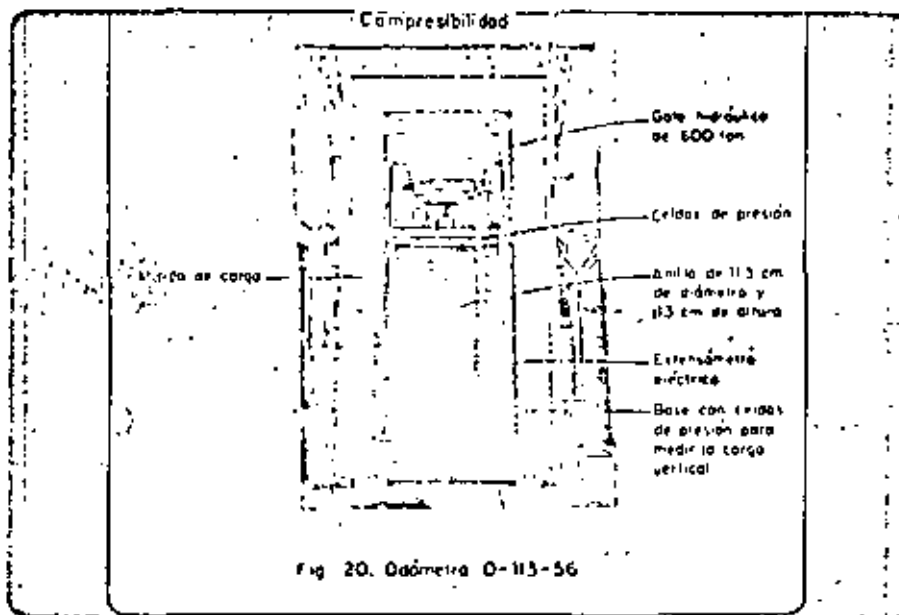 Compresibilidad
Gato hidráulico
de 600 ton
Celdas de presión
de carga
Anillo de 113 cm
de diámetro y
113 cm de altura
Extensómetro
eléctrico
Base con celdas
de presión para
medir la carga
vertical
Fig. 20. Odómetro O-113-56